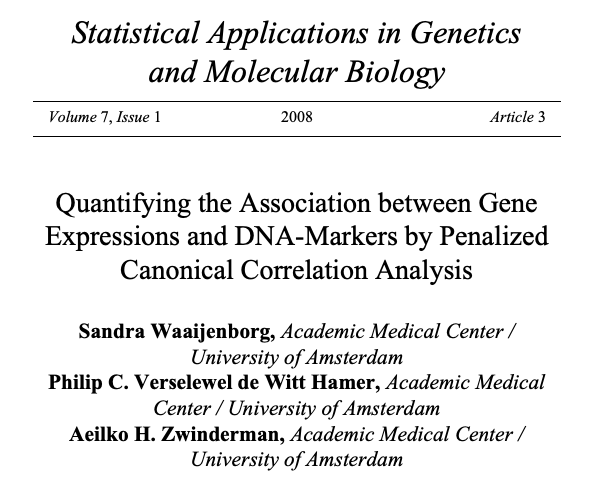 Statistical Applications in Genetics
and Molecular Biology
Volume 7, Issue 1 2008 Article 3
Quantifying the Association between Gene
Expressions and DNA-Markers by Penalized
Canonical Correlation Analysis
Sandra Waaijenborg, Academic Medical Center /
University of Amsterdam
Philip C. Verselewel de Witt Hamer, Academic Medical
Center / University of Amsterdam
Aeilko H. Zwinderman, Academic Medical Center /
University of Amsterdam